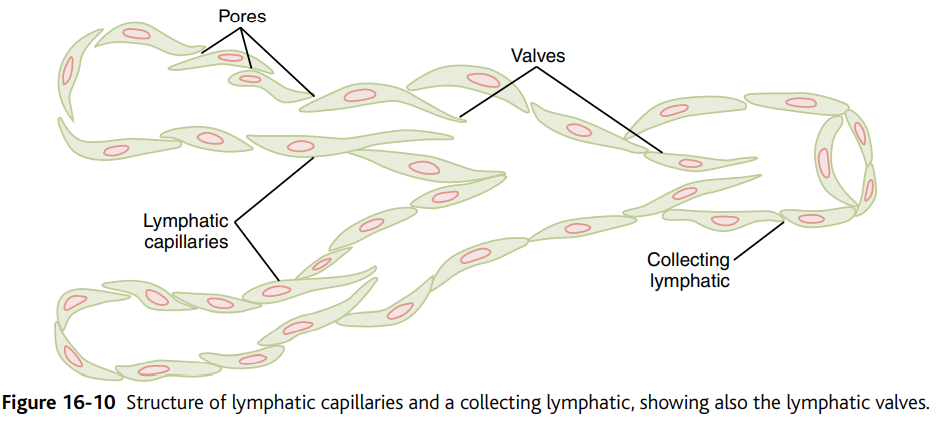 Pores
Valves
Lymphatic
capillaries
Collecting
lymphatic
Figure 16-10 Structure of lymphatic capillaries and a collecting lymphatic, showing also the lymphatic valves.